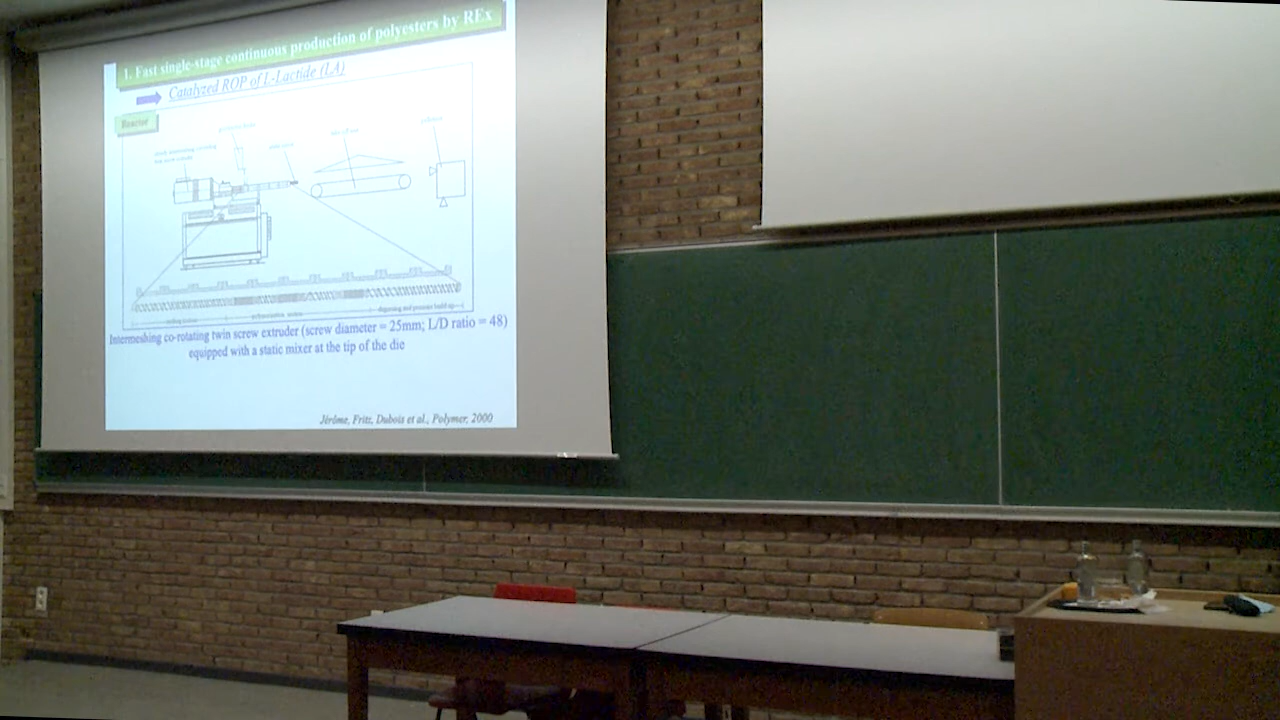 1. Fast single-stage continuous production of polyesters by REx
Catalyzed ROP of L-Lactide (LA)
Reactor
Intermeshing co-rotating twin screw extruder (screw diameter = 25mm; L/D ratio = 48)
equipped with a static mixer at the tip of the die
Jérôme, Fritz, Dubois et al., Polymer, 2000